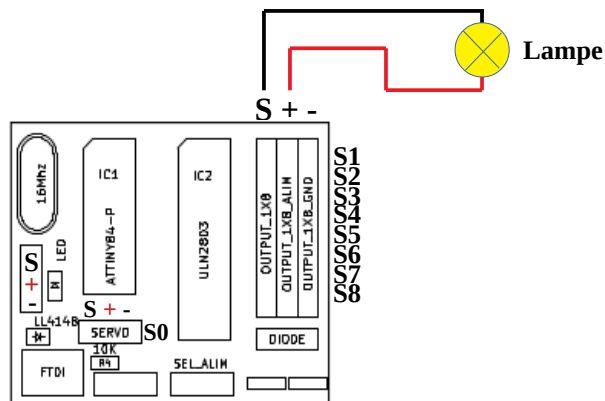 Lampe
S + -
16Mhz
IC1
ATTINY84-P
IC2
ULN2803
OUTPUT_1X8
OUTPUT_1X8_ALIM
OUTPUT_1X8_GND
S1
S2
S3
S4
S5
S6
S7
S8
LED
S
+
-
S + -
LL4148
SERVO
S0
10K
R4
DIODE
FTDI
SEL_ALIM